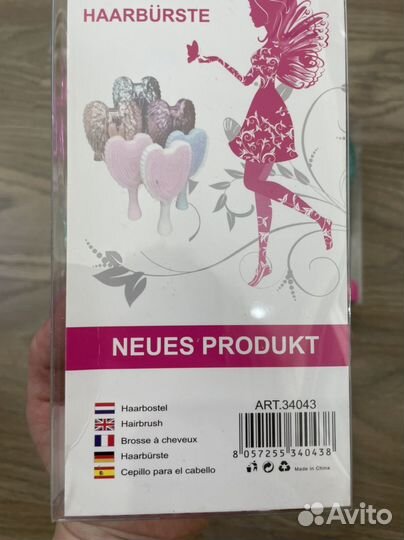 HAARBÜRSTE
NEUES PRODUKT
ART.34043
Haarbostel
Hairbrush
Brosse à cheveux
Haarbürste
Cepillo para el cabello
8 057255 340438
Made in China
Avito